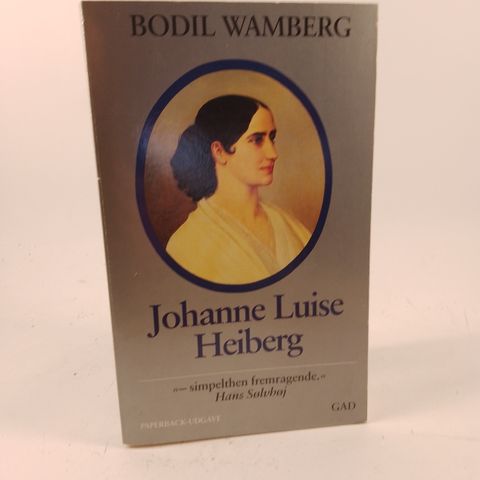 BODIL WAMBERG
Johanne Luise
Heiberg
„— simpelthen fremragende.“
Hans Sølvhøj
PAPERBACK-UDGAVE
GAD